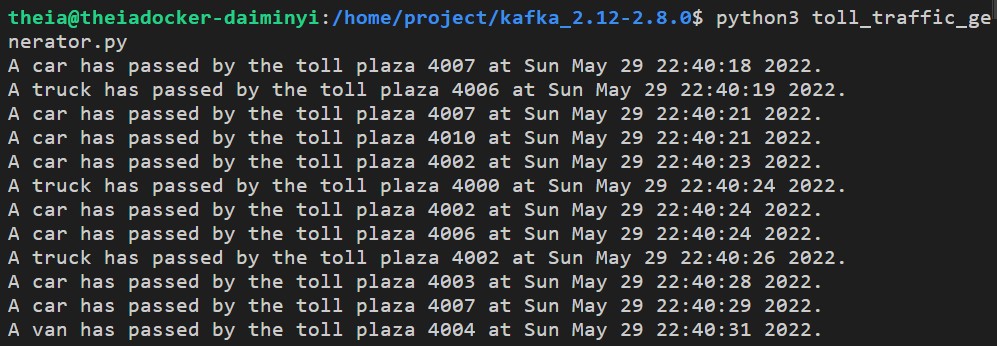 theia@theiadocker-daiminyi:/home/project/kafka_2.12-2.8.0$ python3 toll_traffic_ge
nerator.py
A car has passed by the toll plaza 4007 at Sun May 29 22:40:18 2022.
A truck has passed by the toll plaza 4006 at Sun May 29 22:40:19 2022.
A car has passed by the toll plaza 4007 at Sun May 29 22:40:21 2022.
A car has passed by the toll plaza 4010 at Sun May 29 22:40:21 2022.
A car has passed by the toll plaza 4002 at Sun May 29 22:40:23 2022.
A truck has passed by the toll plaza 4000 at Sun May 29 22:40:24 2022.
A car has passed by the toll plaza 4002 at Sun May 29 22:40:24 2022.
A car has passed by the toll plaza 4006 at Sun May 29 22:40:24 2022.
A truck has passed by the toll plaza 4002 at Sun May 29 22:40:26 2022.
A car has passed by the toll plaza 4003 at Sun May 29 22:40:28 2022.
A car has passed by the toll plaza 4007 at Sun May 29 22:40:29 2022.
A van has passed by the toll plaza 4004 at Sun May 29 22:40:31 2022.